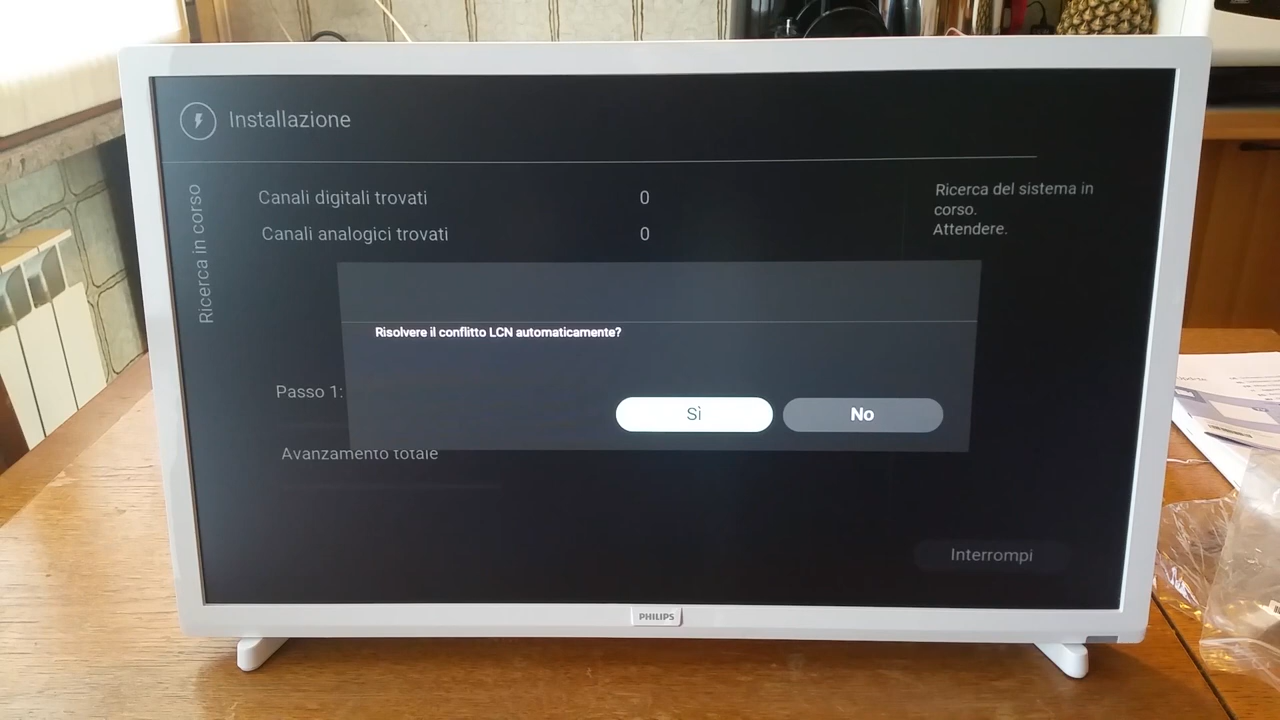 Installazione
Ricerca in corso
Canali digitali trovati 0
Canali analogici trovati 0
Ricerca del sistema in
corso.
Attendere.
Risolvere il conflitto LCN automaticamente?
Sì No
Passo 1:
Avanzamento totale
Interrompi
PHILIPS